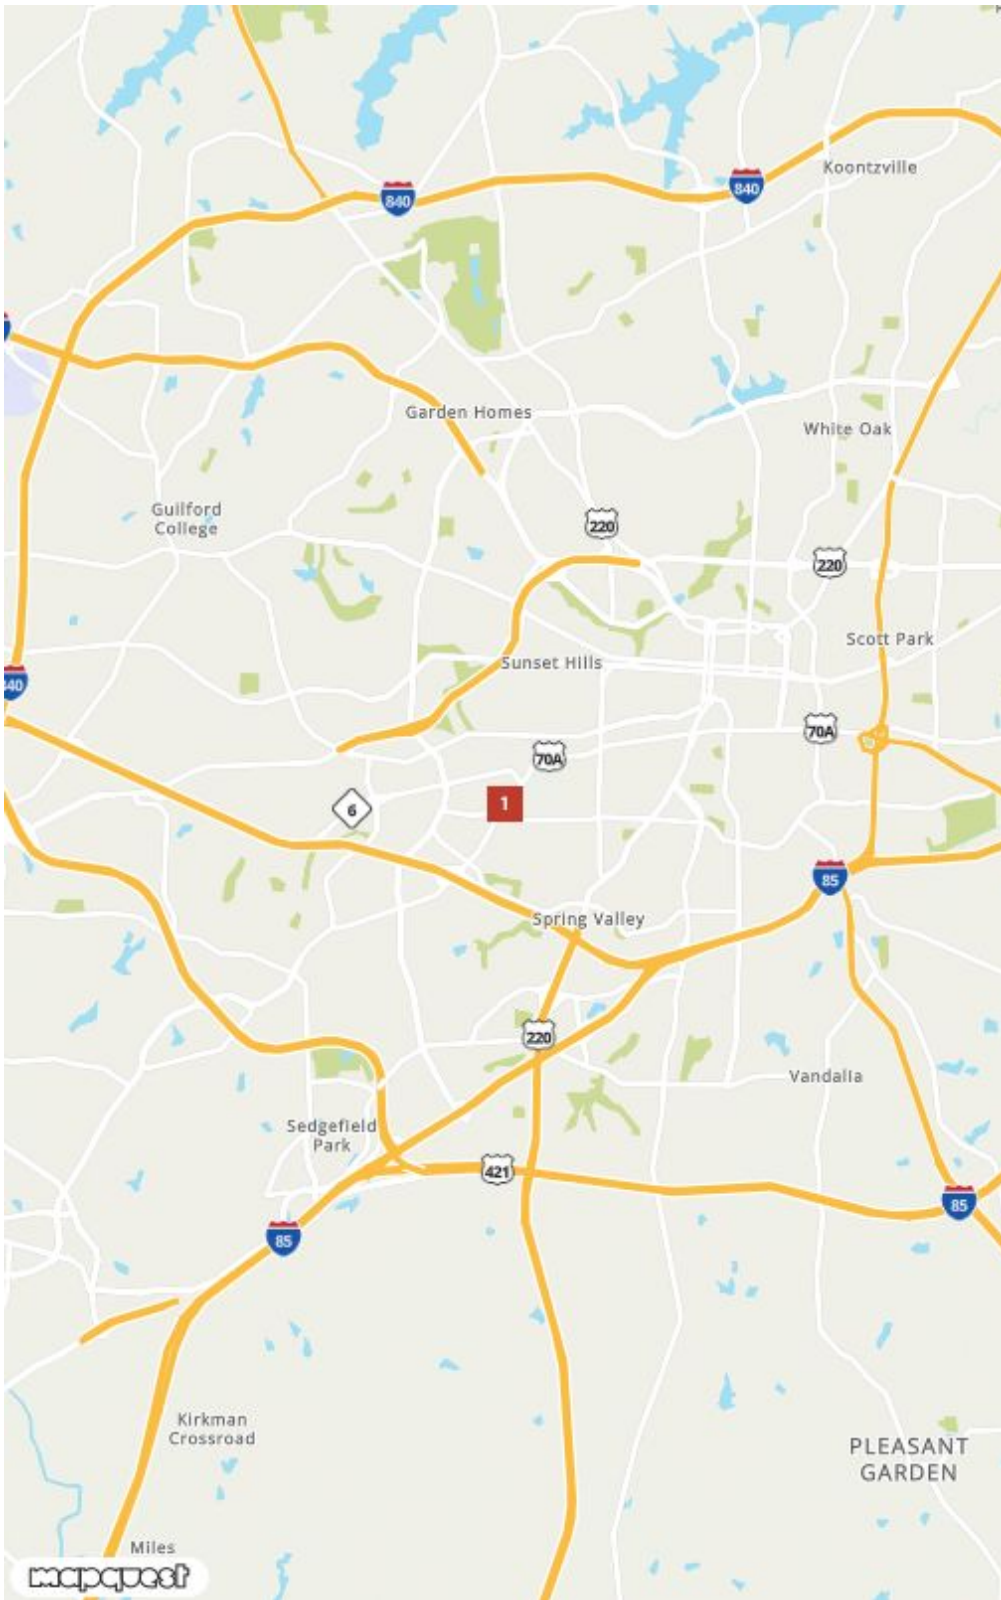 840
840
Koontzville
Garden Homes
White Oak
Guilford
College
220
220
Scott Park
Sunset Hills
70A
70A
1
6
85
Spring Valley
220
Vandalia
Sedgefield
Park
421
85
85
Kirkman
Crossroad
PLEASANT
GARDEN
Miles
mapquest